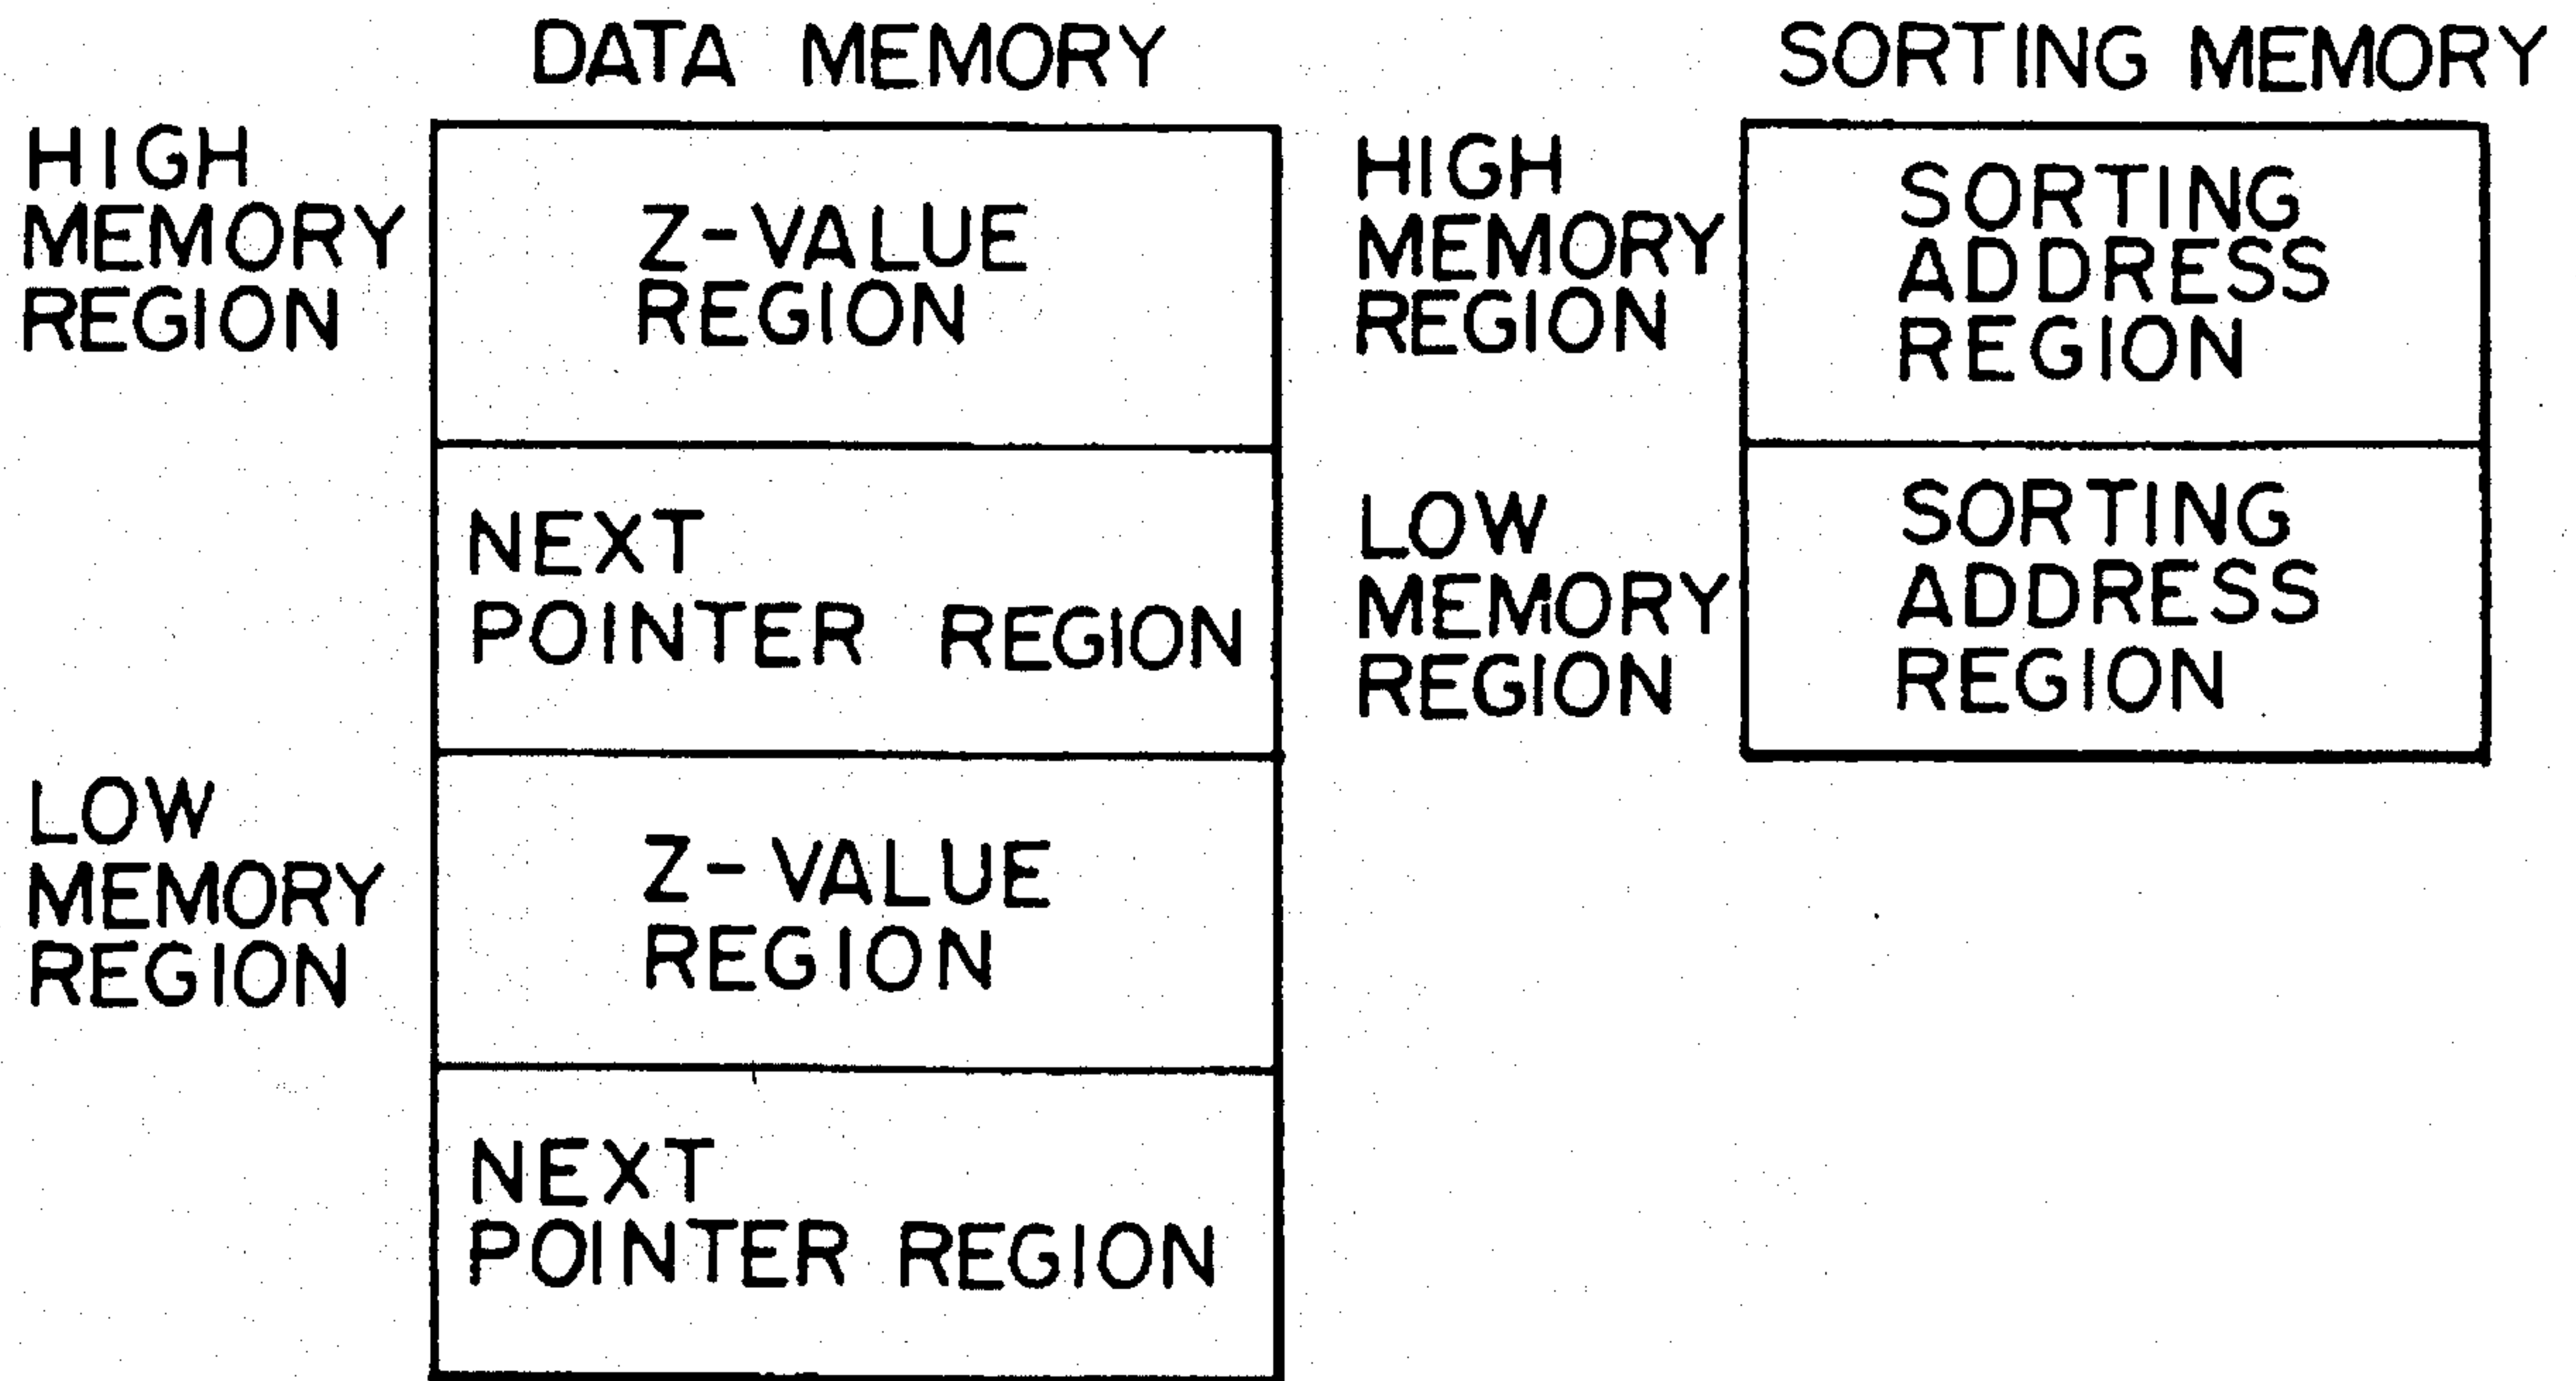 DATA MEMORY
HIGH
MEMORY
REGION
Z-VALUE
REGION
NEXT
POINTER REGION
LOW
MEMORY
REGION
Z-VALUE
REGION
NEXT
POINTER REGION
SORTING MEMORY
HIGH
MEMORY
REGION
SORTING
ADDRESS
REGION
LOW
MEMORY
REGION
SORTING
ADDRESS
REGION